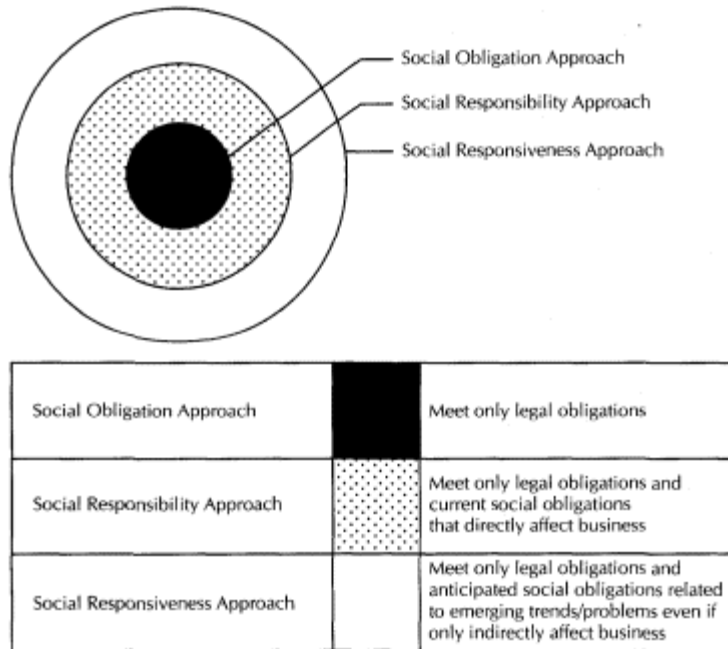 Social Obligation Approach
Social Responsibility Approach
Social Responsiveness Approach
Social Obligation Approach
Meet only legal obligations
Social Responsibility Approach
Meet only legal obligations and
current social obligations
that directly affect business
Social Responsiveness Approach
Meet only legal obligations and
anticipated social obligations related
to emerging trends/problems even if
only indirectly affect business